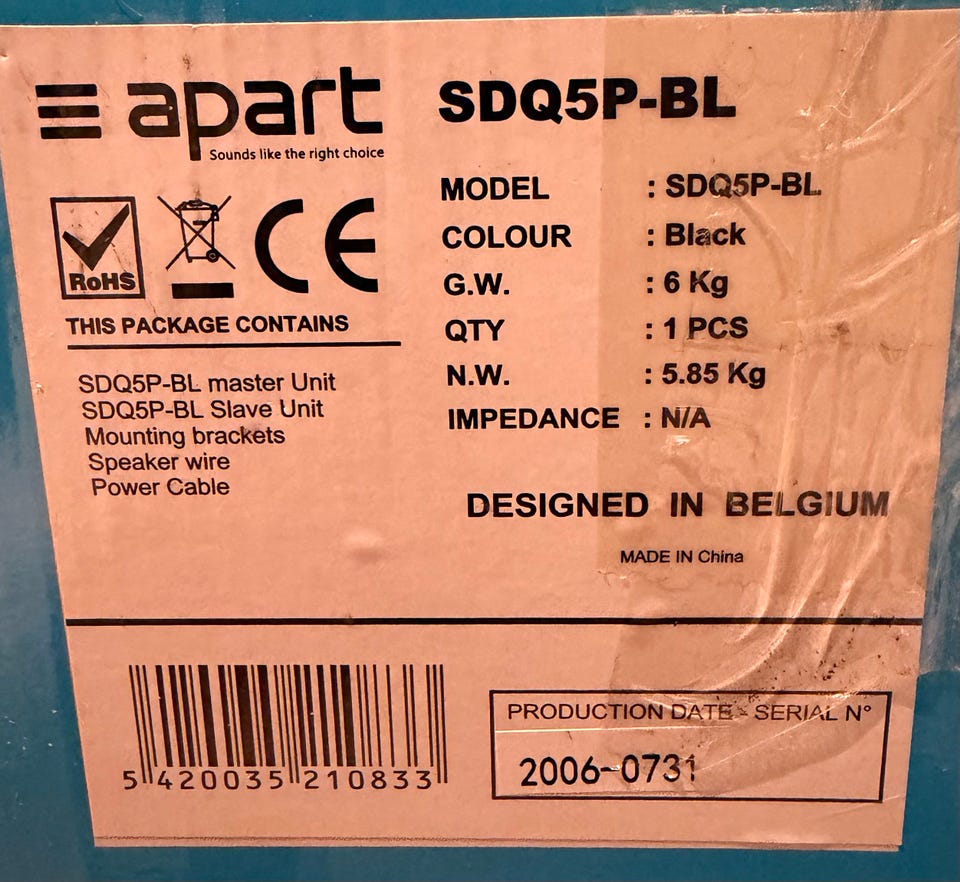 apart
Sounds like the right choice
SDQ5P-BL
MODEL : SDQ5P-BL
COLOUR : Black
G.W. : 6 Kg
QTY : 1 PCS
N.W. : 5.85 Kg
IMPEDANCE : N/A
RoHS
CE
THIS PACKAGE CONTAINS
SDQ5P-BL master Unit
SDQ5P-BL Slave Unit
Mounting brackets
Speaker wire
Power Cable
DESIGNED IN BELGIUM
MADE IN China
5 420035 210833
PRODUCTION DATE - SERIAL N°
2006-0731